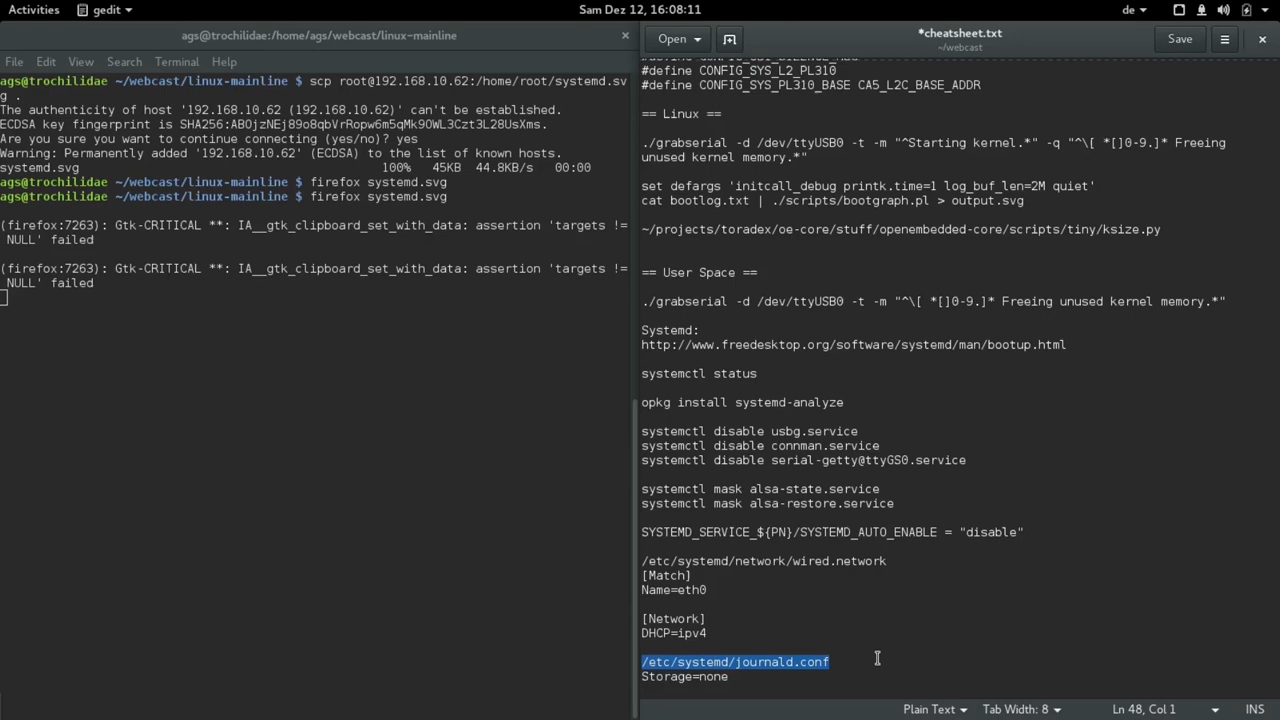 Activities
gedit
Sam Dez 12, 16:08:11
de
ags@trochilidae:/home/ags/webcast/linux-mainline
×
File Edit View Search Terminal Help
ags@trochilidae ~/webcast/linux-mainline $ scp root@192.168.10.62:/home/root/systemd.sv
g .
The authenticity of host '192.168.10.62 (192.168.10.62)' can't be established.
ECDSA key fingerprint is SHA256:ABOjzNEj89o8qbVrRopw6m5qMk9OWL3Czt3L28UsXms.
Are you sure you want to continue connecting (yes/no)? yes
Warning: Permanently added '192.168.10.62' (ECDSA) to the list of known hosts.
systemd.svg 100% 45KB 44.8KB/s 00:00
ags@trochilidae ~/webcast/linux-mainline $ firefox systemd.svg
ags@trochilidae ~/webcast/linux-mainline $ firefox systemd.svg
(firefox:7263): Gtk-CRITICAL **: IA__gtk_clipboard_set_with_data: assertion 'targets !=
NULL' failed
(firefox:7263): Gtk-CRITICAL **: IA__gtk_clipboard_set_with_data: assertion 'targets !=
NULL' failed
Open
*cheatsheet.txt
~/webcast
Save
×
#define CONFIG_SYS_L2_PL310
#define CONFIG_SYS_PL310_BASE CA5_L2C_BASE_ADDR
== Linux ==
./grabserial -d /dev/ttyUSB0 -t -m "^Starting kernel.*" -q "^\[ *[]0-9.]* Freeing
unused kernel memory.*"
set defargs 'initcall_debug printk.time=1 log_buf_len=2M quiet'
cat bootlog.txt | ./scripts/bootgraph.pl > output.svg
~/projects/toradex/oe-core/stuff/openembedded-core/scripts/tiny/ksize.py
== User Space ==
./grabserial -d /dev/ttyUSB0 -t -m "^\[ *[]0-9.]* Freeing unused kernel memory.*"
Systemd:
http://www.freedesktop.org/software/systemd/man/bootup.html
systemctl status
opkg install systemd-analyze
systemctl disable usbg.service
systemctl disable connman.service
systemctl disable serial-getty@ttyGS0.service
systemctl mask alsa-state.service
systemctl mask alsa-restore.service
SYSTEMD_SERVICE_${PN}/SYSTEMD_AUTO_ENABLE = "disable"
/etc/systemd/network/wired.network
[Match]
Name=eth0
[Network]
DHCP=ipv4
/etc/systemd/journald.conf
Storage=none
Plain Text
Tab Width: 8
Ln 48, Col 1
INS